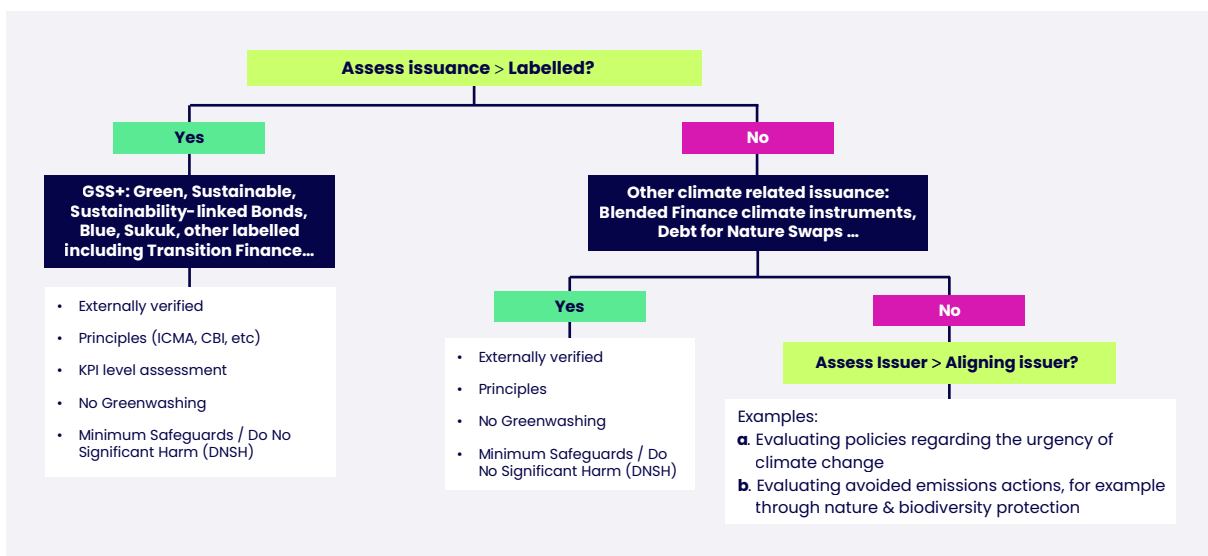 Assess issuance > Labelled?
Yes
No
GSS+: Green, Sustainable,
Sustainability-linked Bonds,
Blue, Sukuk, other labelled
including Transition Finance...
Other climate related issuance:
Blended Finance climate instruments,
Debt for Nature Swaps ...
• Externally verified
• Principles (ICMA, CBI, etc)
• KPI level assessment
• No Greenwashing
• Minimum Safeguards / Do No
Significant Harm (DNSH)
Yes
No
• Externally verified
• Principles
• No Greenwashing
• Minimum Safeguards / Do
No Significant Harm (DNSH)
Assess Issuer > Aligning issuer?
Examples:
a. Evaluating policies regarding the urgency of
climate change
b. Evaluating avoided emissions actions, for example
through nature & biodiversity protection